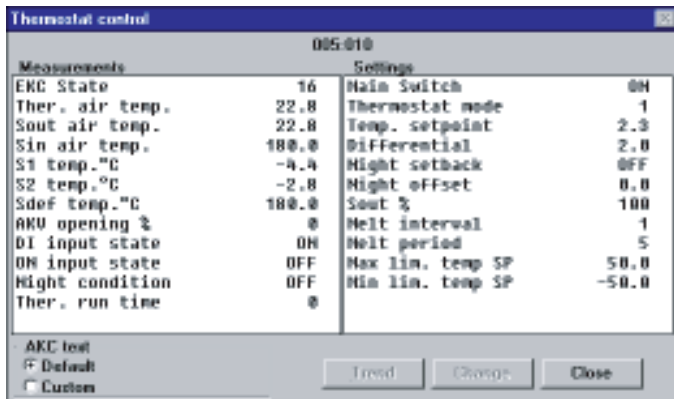 Thermostat control
005:010
Measurements
EKC State 16
Ther. air temp. 22.8
Sout air temp. 22.8
Sin air temp. 180.0
S1 temp.°C -4.4
S2 temp.°C -2.8
Sdef temp.°C 180.0
AKV opening % 0
DI input state ON
ON input state OFF
Night condition OFF
Ther. run time 0
Settings
Main Switch ON
Thermostat mode 1
Temp. setpoint 2.3
Differential 2.0
Night setback OFF
Night offset 0.0
Sout % 100
Melt interval 1
Melt period 5
Max lim. temp SP 50.0
Min lim. temp SP -50.0
AKC text
Default
Custom
Trend
Change
Close